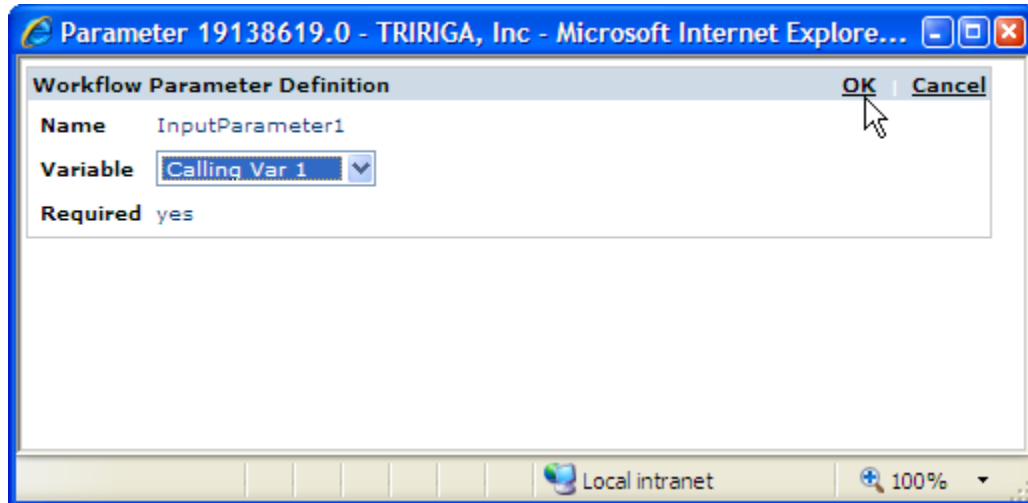 Parameter 19138619.0 - TRIRIGA, Inc - Microsoft Internet Explore...
Workflow Parameter Definition OK | Cancel
Name InputParameter1
Variable Calling Var 1
Required yes
Local intranet 100%